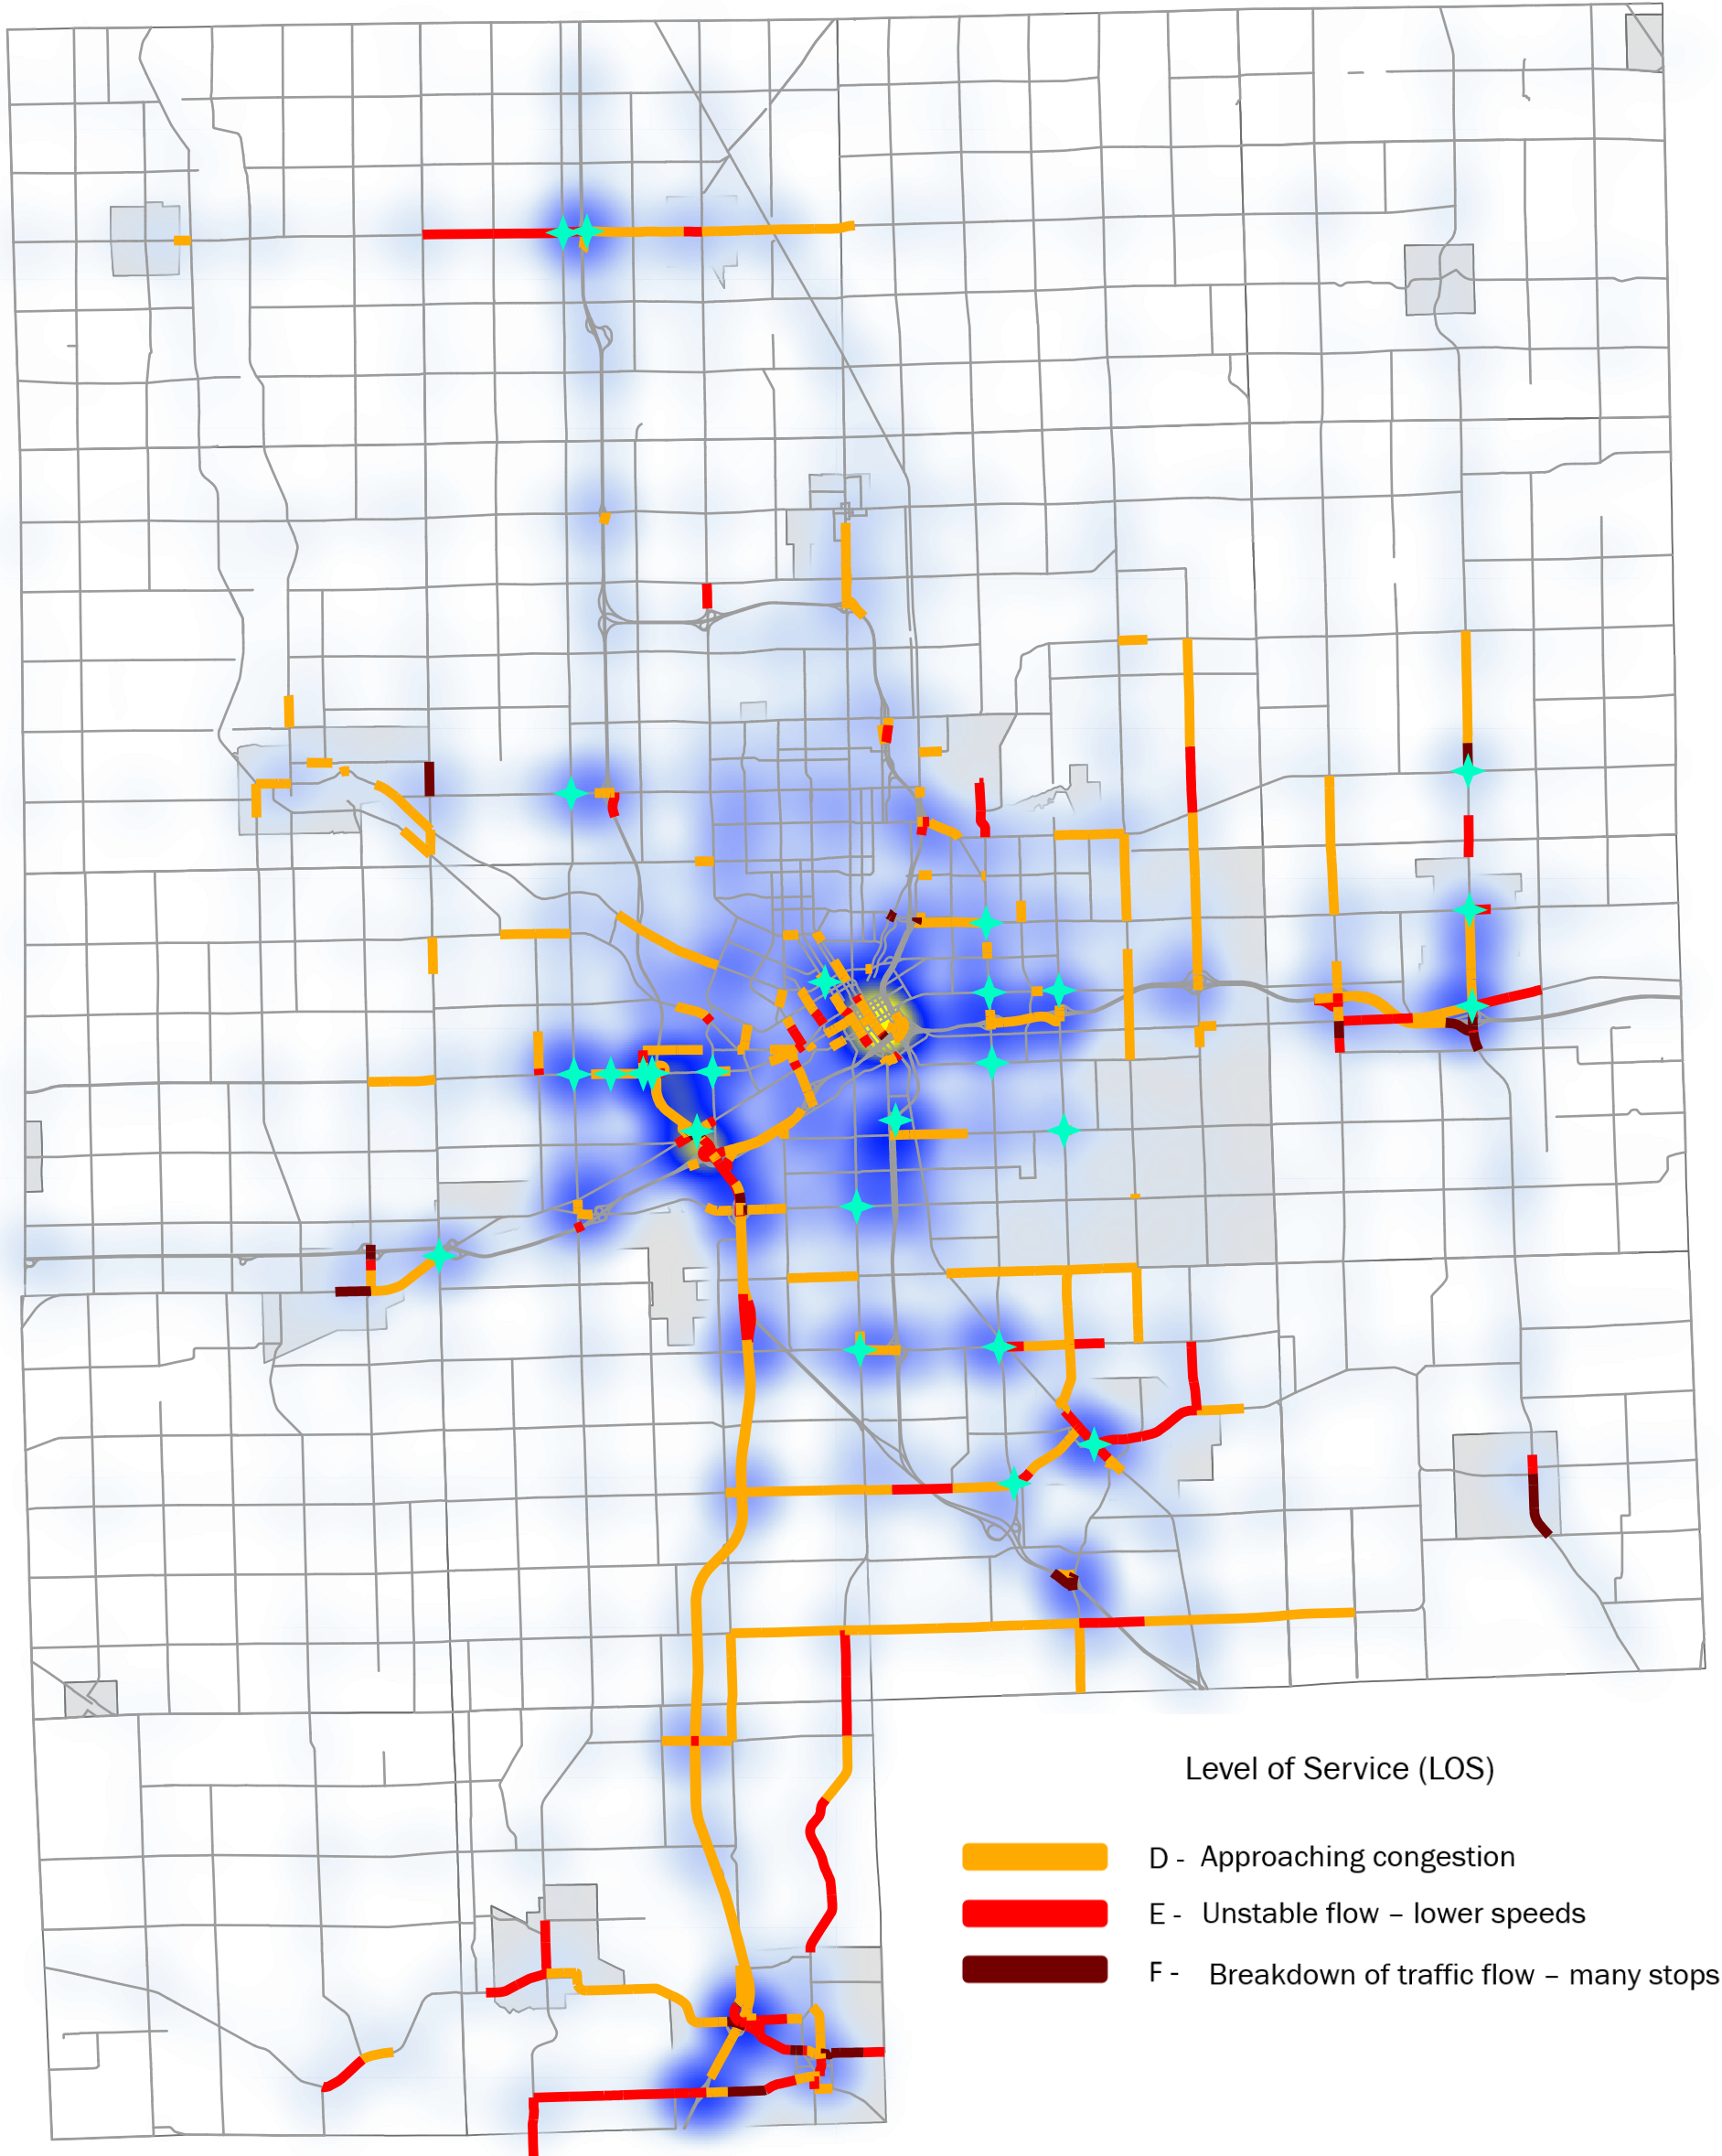 Level of Service (LOS)
D - Approaching congestion
E - Unstable flow – lower speeds
F - Breakdown of traffic flow – many stops